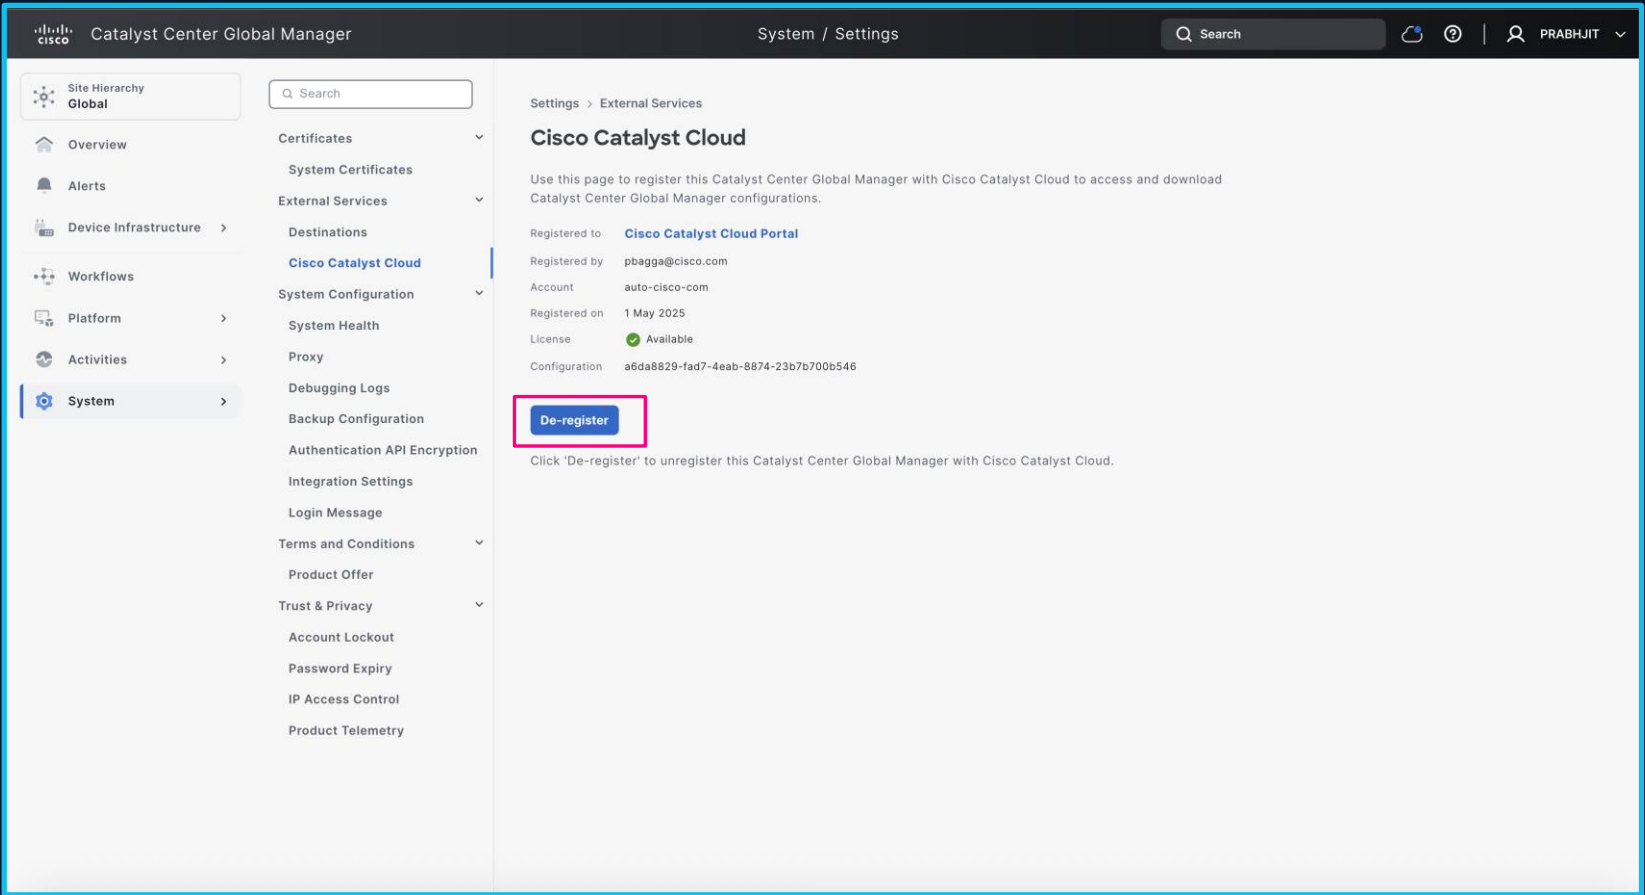 cisco
Catalyst Center Global Manager
System / Settings
Search
PRABHJIT
Site Hierarchy
Global
Overview
Alerts
Device Infrastructure
Workflows
Platform
Activities
System
Search
Certificates
System Certificates
External Services
Destinations
Cisco Catalyst Cloud
System Configuration
System Health
Proxy
Debugging Logs
Backup Configuration
Authentication API Encryption
Integration Settings
Login Message
Terms and Conditions
Product Offer
Trust & Privacy
Account Lockout
Password Expiry
IP Access Control
Product Telemetry
Settings > External Services
Cisco Catalyst Cloud
Use this page to register this Catalyst Center Global Manager with Cisco Catalyst Cloud to access and download
Catalyst Center Global Manager configurations.
Registered to Cisco Catalyst Cloud Portal
Registered by pbagga@cisco.com
Account auto-cisco-com
Registered on 1 May 2025
License Available
Configuration a6da8829-fad7-4eab-8874-23b7b700b546
De-register
Click 'De-register' to unregister this Catalyst Center Global Manager with Cisco Catalyst Cloud.